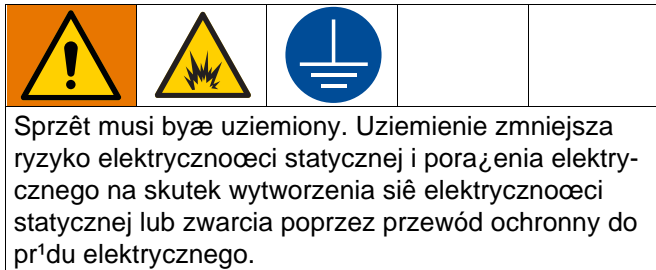 Sprzêt musi byæ uziemiony. Uziemienie zmniejsza
ryzyko elektrycznoœci statycznej i pora¿enia elektry-
cznego na skutek wytworzenia siê elektrycznoœci
statycznej lub zwarcia poprzez przewód ochronny do
pr¹du elektrycznego.